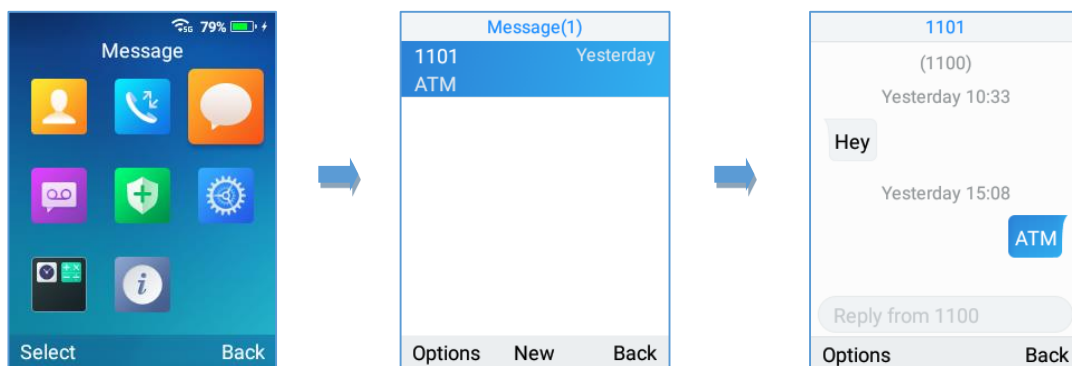 5G 79%
Message
Select Back
Message(1)
1101 Yesterday
ATM
Options New Back
1101
(1100)
Yesterday 10:33
Hey
Yesterday 15:08
ATM
Reply from 1100
Options Back